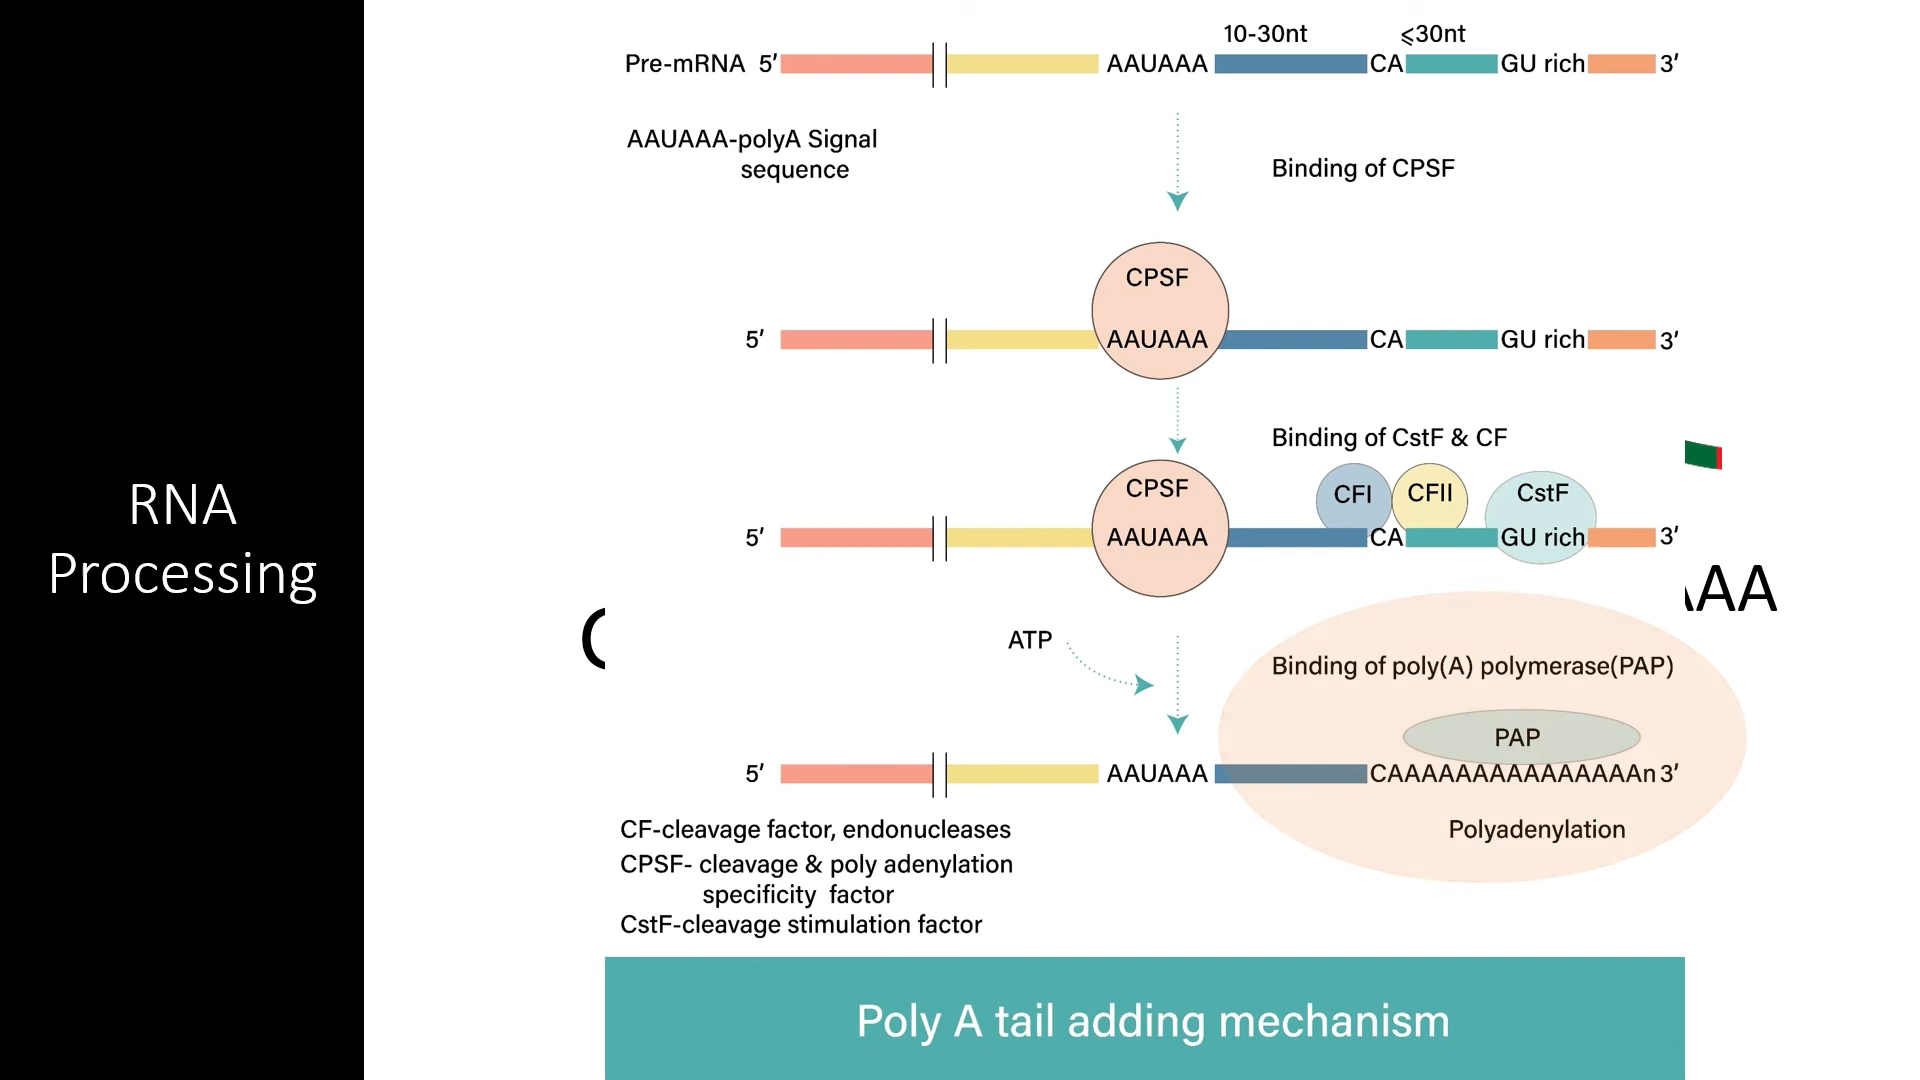 RNA
Processing
10-30nt
⩽30nt
Pre-mRNA 5’ AAUAAA CA GU rich 3’
AAUAAA-polyA Signal
sequence
Binding of CPSF
CPSF
5’ AAUAAA CA GU rich 3’
Binding of CstF & CF
CPSF CFI CFII CstF
5’ AAUAAA CA GU rich 3’
AA
ATP
Binding of poly(A) polymerase(PAP)
PAP
5’ AAUAAA CAAAAAAAAAAAAAAAAn 3’
Polyadenylation
CF-cleavage factor, endonucleases
CPSF- cleavage & poly adenylation
specificity factor
CstF-cleavage stimulation factor
Poly A tail adding mechanism